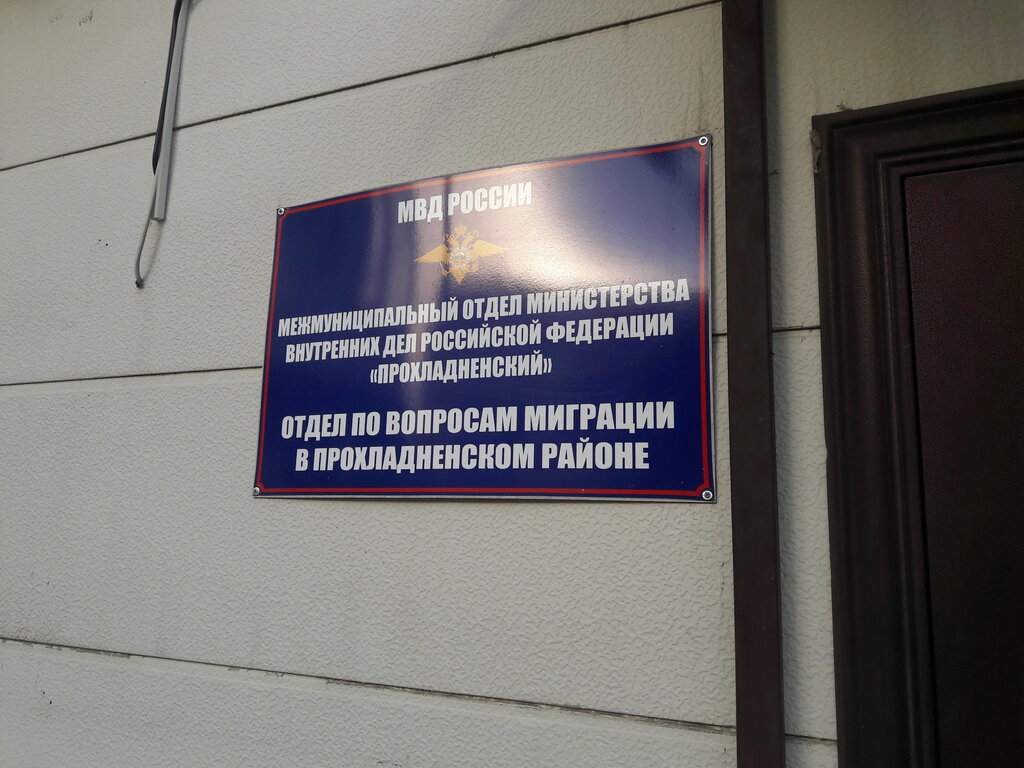 МВД РОССИИ
МЕЖМУНИЦИПАЛЬНЫЙ ОТДЕЛ МИНИСТЕРСТВА
ВНУТРЕННИХ ДЕЛ РОССИЙСКОЙ ФЕДЕРАЦИИ
«ПРОХЛАДНЕНСКИЙ»
ОТДЕЛ ПО ВОПРОСАМ МИГРАЦИИ
В ПРОХЛАДНЕНСКОМ РАЙОНЕ